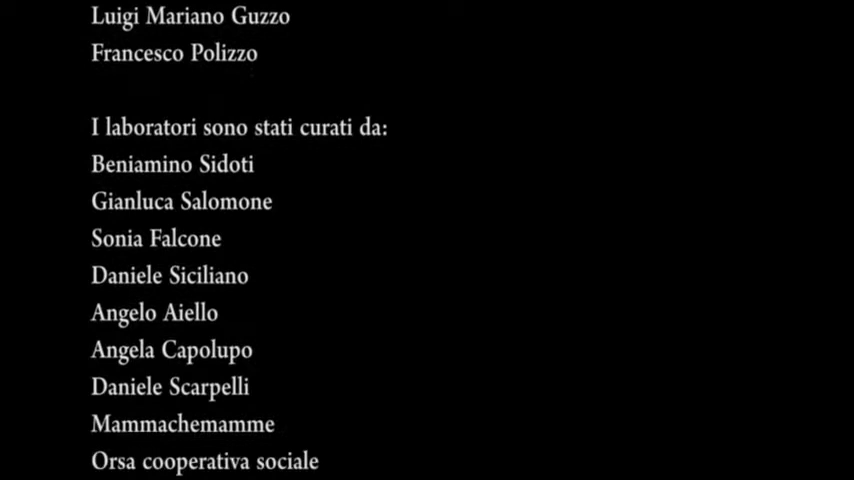 Luigi Mariano Guzzo
Francesco Polizzo
I laboratori sono stati curati da:
Beniamino Sidoti
Gianluca Salomone
Sonia Falcone
Daniele Siciliano
Angelo Aiello
Angela Capolupo
Daniele Scarpelli
Mammachemamme
Orsa cooperativa sociale